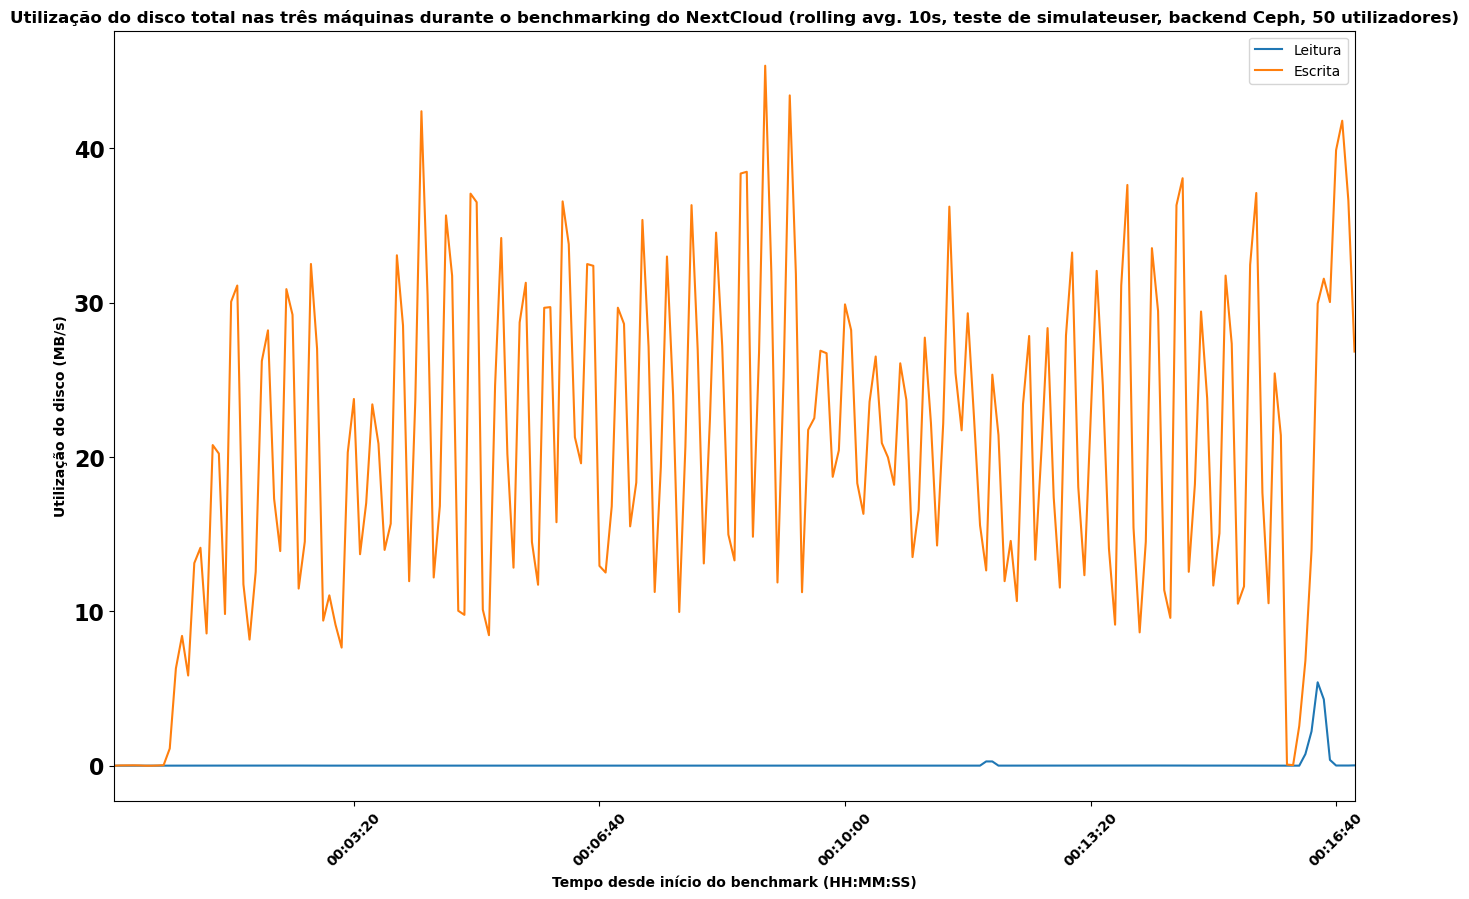 Utilização do disco total nas três máquinas durante o benchmarking do NextCloud (rolling avg. 10s, teste de simulateuser, backend Ceph, 50 utilizadores)
Leitura
Escrita
Utilização do disco (MB/s)
40
30
20
10
0
00:03:20
00:06:40
00:10:00
00:13:20
00:16:40
Tempo desde início do benchmark (HH:MM:SS)